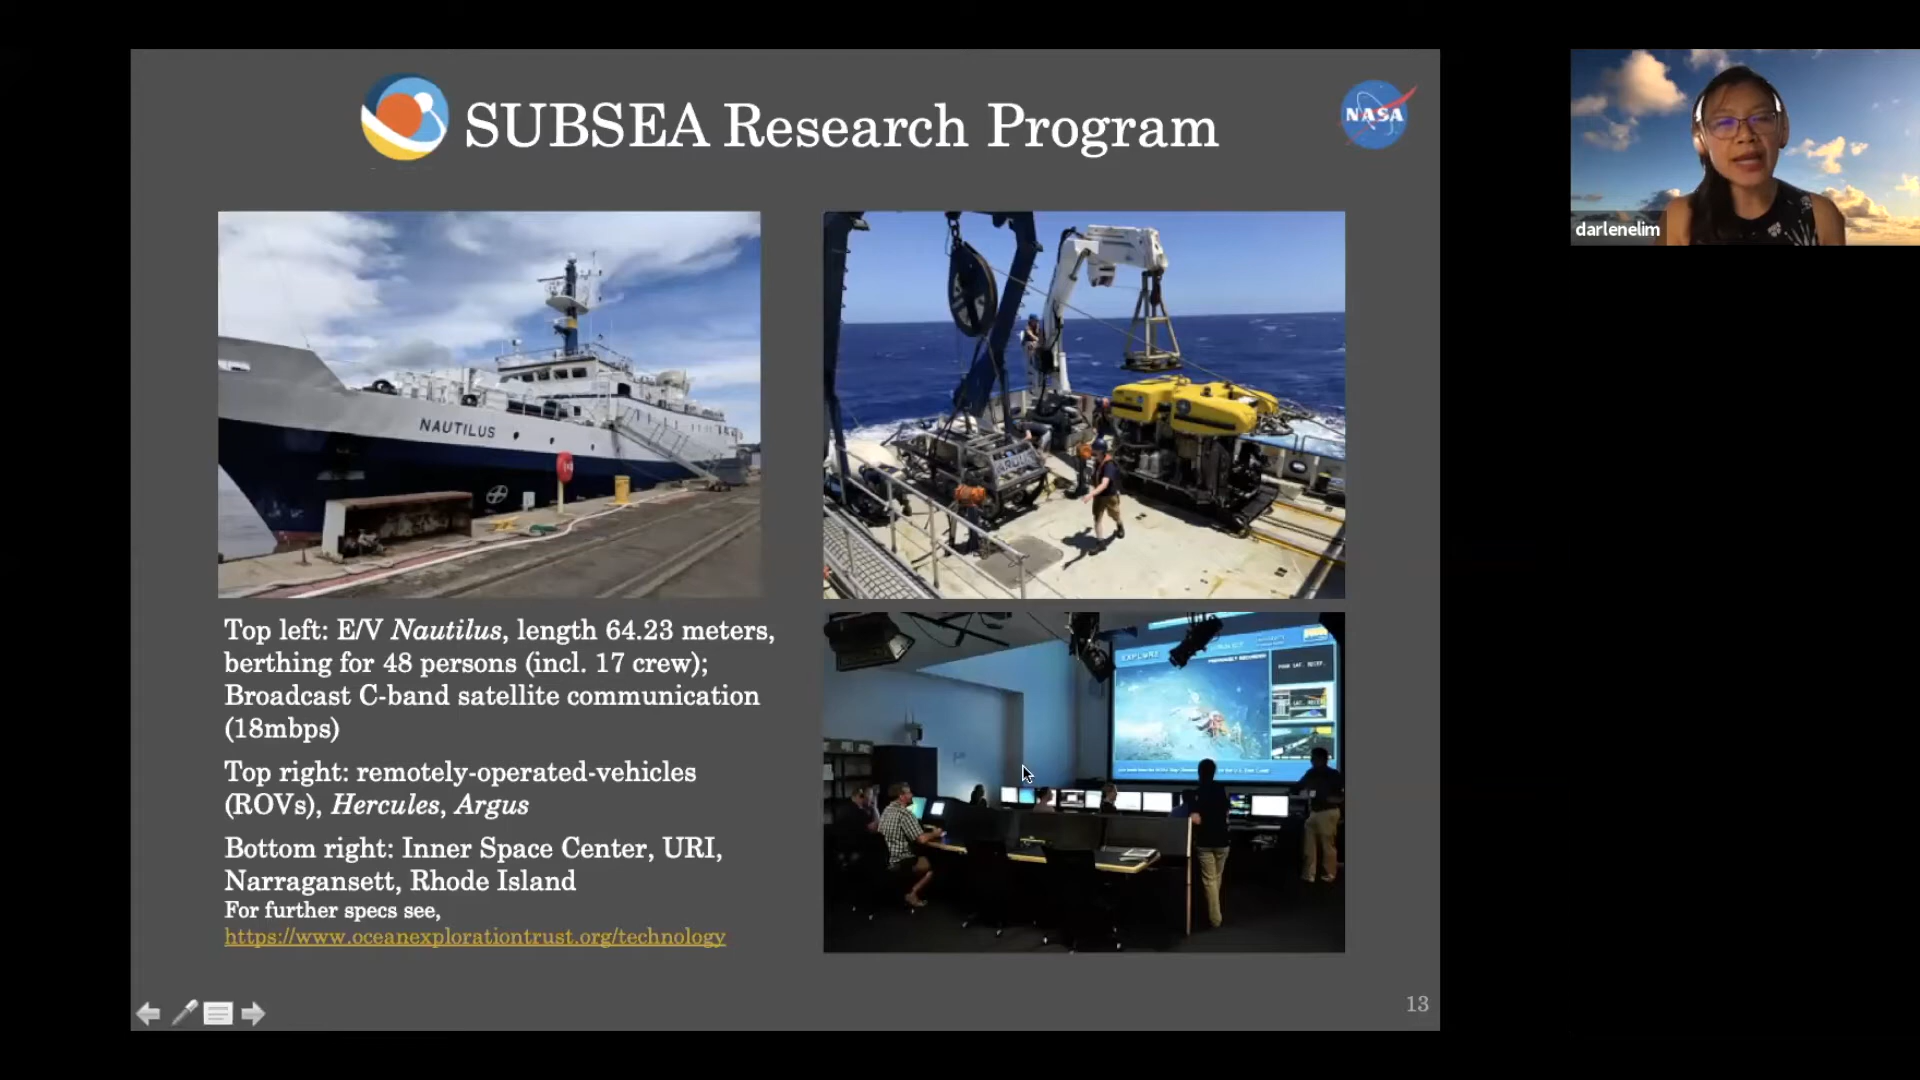 SUBSEA Research Program
NASA
darlenelim
NAUTILUS
EXPLORE
Top left: E/V Nautilus, length 64.23 meters,
berthing for 48 persons (incl. 17 crew);
Broadcast C-band satellite communication
(18mbps)
Top right: remotely-operated-vehicles
(ROVs), Hercules, Argus
Bottom right: Inner Space Center, URI,
Narragansett, Rhode Island
For further specs see,
https://www.oceanexplorationtrust.org/technology
13